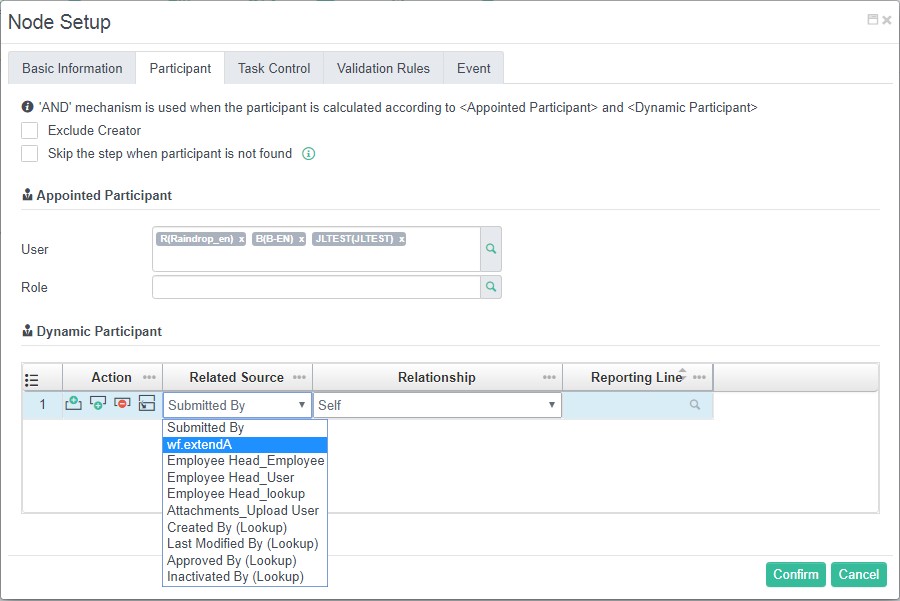 Node Setup
Basic Information Participant Task Control Validation Rules Event
'AND' mechanism is used when the participant is calculated according to <Appointed Participant> and <Dynamic Participant>
Exclude Creator
Skip the step when participant is not found
Appointed Participant
User R(Raindrop_en) x B(B-EN) x JLTEST(JLTEST) x
Role
Dynamic Participant
Action Related Source Relationship Reporting Line
1 Submitted By Self
Submitted By
wf.extendA
Employee Head_Employee
Employee Head_User
Employee Head_lookup
Attachments_Upload User
Created By (Lookup)
Last Modified By (Lookup)
Approved By (Lookup)
Inactivated By (Lookup)
Confirm Cancel